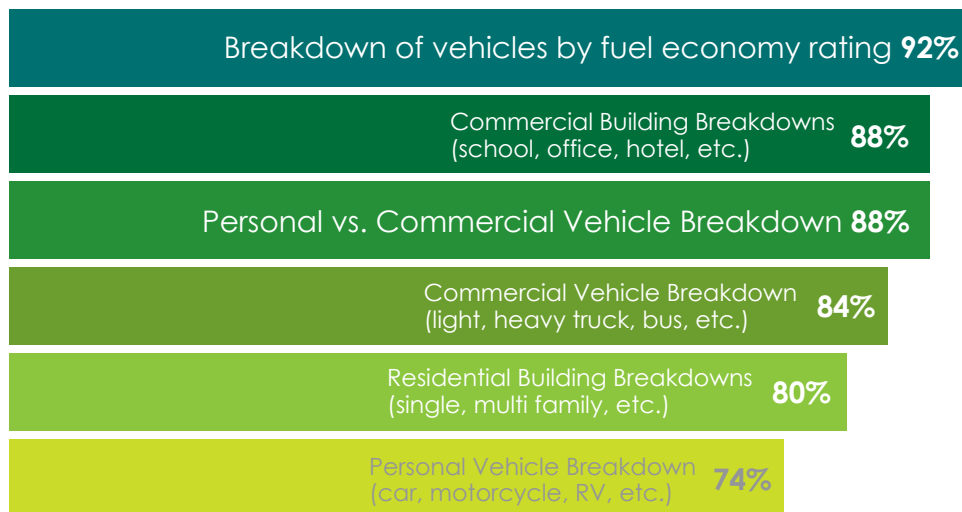 Breakdown of vehicles by fuel economy rating 92%
Commercial Building Breakdowns
(school, office, hotel, etc.) 88%
Personal vs. Commercial Vehicle Breakdown 88%
Commercial Vehicle Breakdown
(light, heavy truck, bus, etc.) 84%
Residential Building Breakdowns
(single, multi family, etc.) 80%
Personal Vehicle Breakdown
(car, motorcycle, RV, etc.) 74%